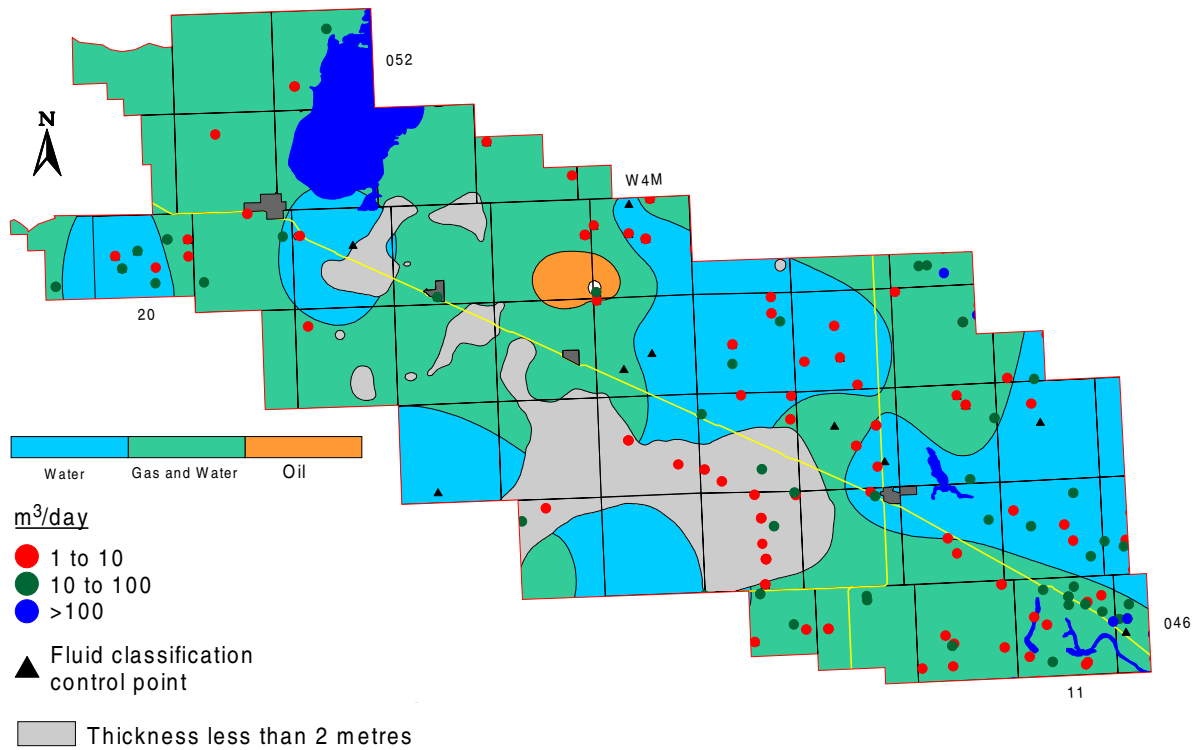 052
N
W4M
20
Water
Gas and Water
Oil
m³/day
1 to 10
10 to 100
>100
046
Fluid classification
control point
11
Thickness less than 2 metres